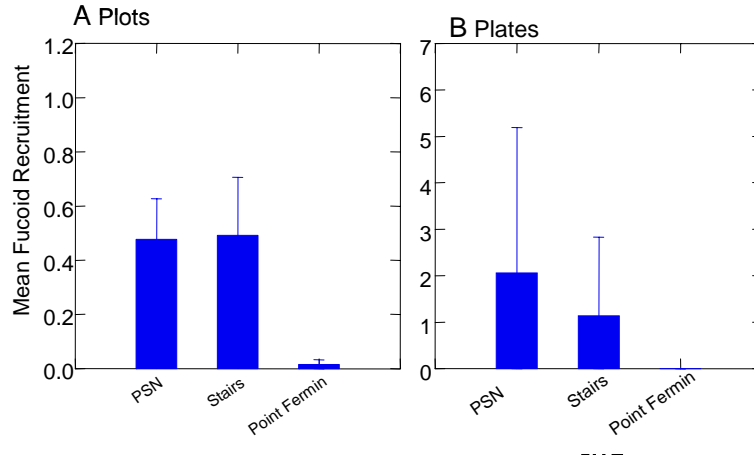 A Plots
1.2
1.0
0.8
0.6
0.4
0.2
0.0
Mean Fucoid Recruitment
PSN
Stairs
Point Fermin
B Plates
7
6
5
4
3
2
1
0
PSN
Stairs
Point Fermin